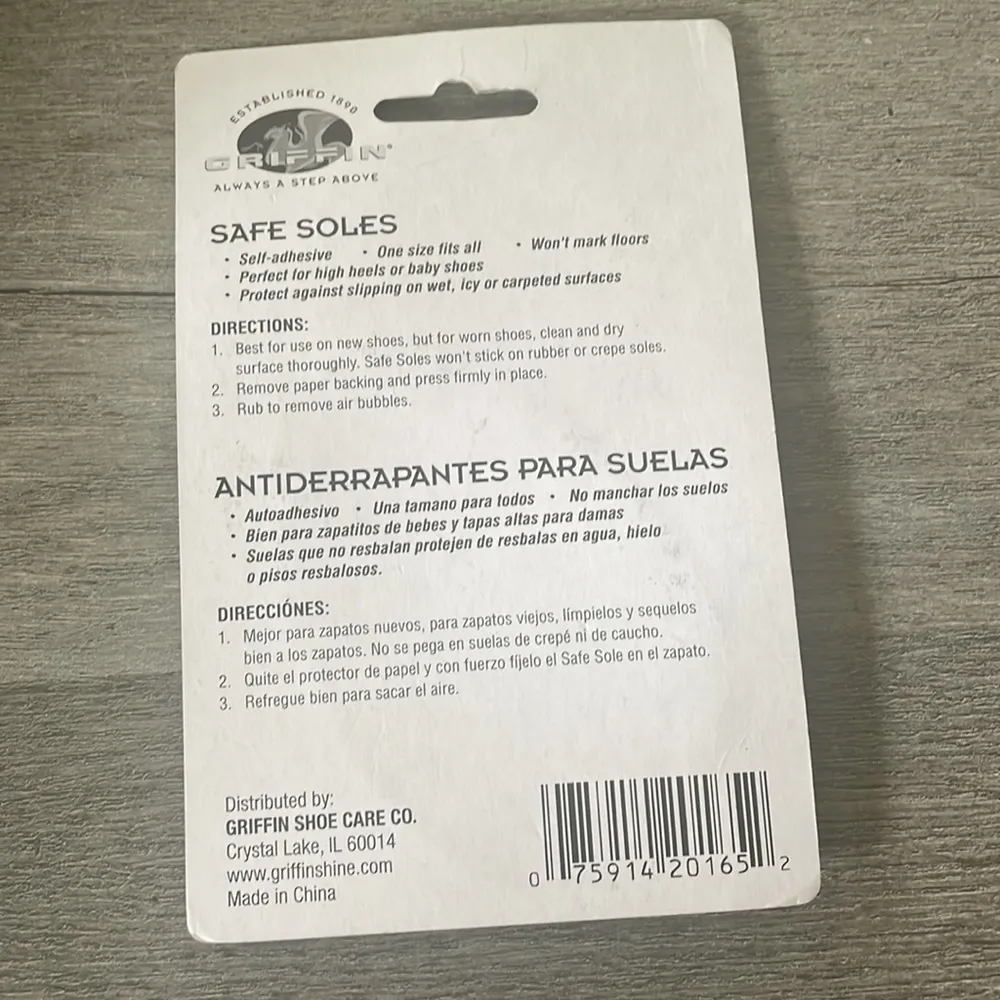 ESTABLISHED 1890
GRIFFIN®
ALWAYS A STEP ABOVE
SAFE SOLES
• Self-adhesive • One size fits all • Won't mark floors
• Perfect for high heels or baby shoes
• Protect against slipping on wet, icy or carpeted surfaces
DIRECTIONS:
1. Best for use on new shoes, but for worn shoes, clean and dry
surface thoroughly. Safe Soles won't stick on rubber or crepe soles.
2. Remove paper backing and press firmly in place.
3. Rub to remove air bubbles.
ANTIDERRAPANTES PARA SUELAS
• Autoadhesivo • Una tamano para todos • No manchar los suelos
• Bien para zapatitos de bebes y tapas altas para damas
• Suelas que no resbalan protejen de resbalas en agua, hielo
o pisos resbalosos.
DIRECCIÓNES:
1. Mejor para zapatos nuevos, para zapatos viejos, límpielos y sequelos
bien a los zapatos. No se pega en suelas de crepé ni de caucho.
2. Quite el protector de papel y con fuerzo fíjelo el Safe Sole en el zapato.
3. Refregue bien para sacar el aire.
Distributed by:
GRIFFIN SHOE CARE CO.
Crystal Lake, IL 60014
www.griffinshine.com
Made in China
0 75914 20165 2